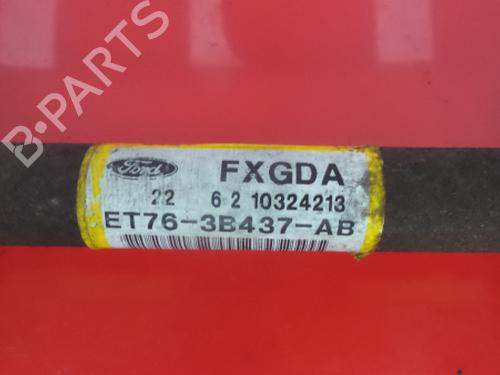 B-PARTS
Ford FXGDA
22 6 2 10324213
ET76-3B437-AB